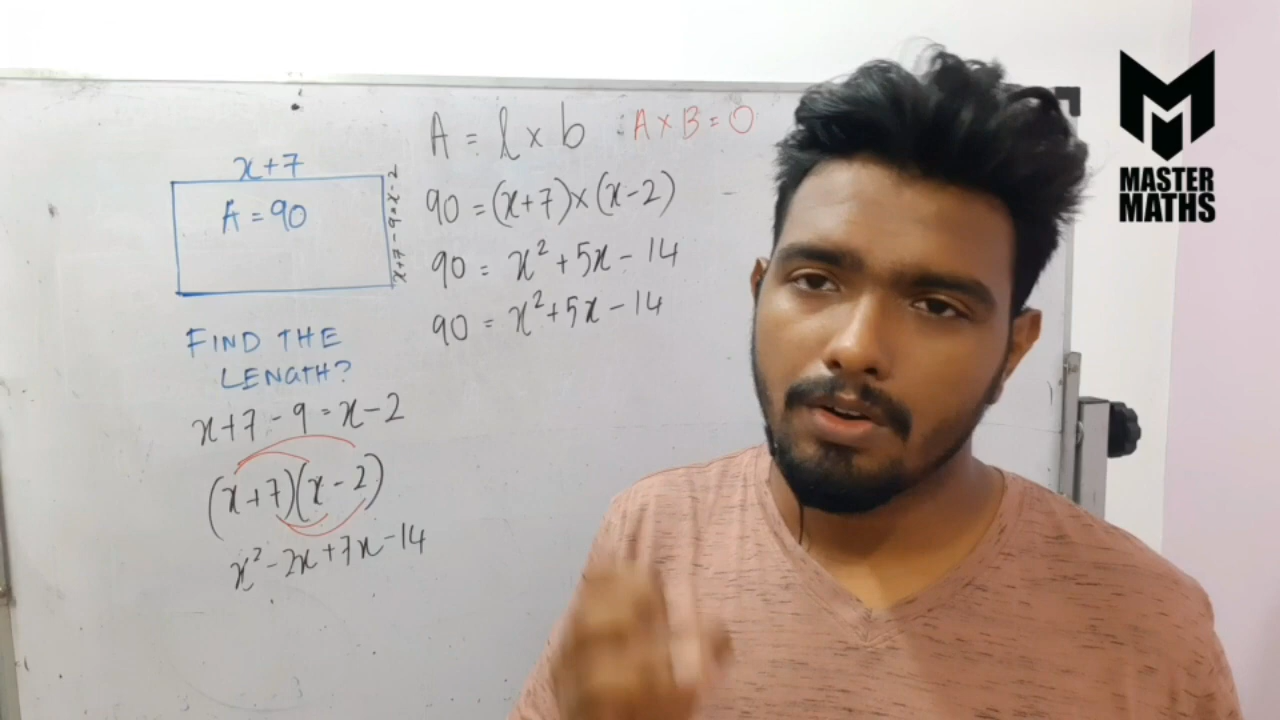 x+7
A = 90
x+7-9=x-2
FIND THE
LENGTH?
x+7-9=x-2
(x+7)(x-2)
x²-2x+7x-14
A = l x b
A x B = 0
90 = (x+7)x(x-2)
90 = x²+5x-14
90 = x²+5x-14
MASTER
MATHS